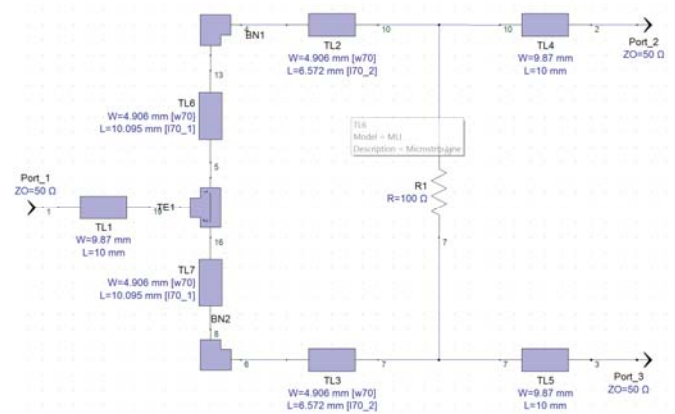 4
BN1
10
10
2
Port_2
ZO=50 Ω
TL2
W=4.906 mm [w70]
L=6.572 mm [l70_2]
TL4
W=9.87 mm
L=10 mm
13
TL6
W=4.906 mm [w70]
L=10.095 mm [l70_1]
TL6
Model = MLI
Description = Microstrip Line
5
Port_1
ZO=50 Ω
R1
R=100 Ω
1
TE1
TL1
W=9.87 mm
L=10 mm
16
7
TL7
W=4.906 mm [w70]
L=10.095 mm [l70_1]
BN2
8
6
7
7
3
Port_3
ZO=50 Ω
TL3
W=4.906 mm [w70]
L=6.572 mm [l70_2]
TL5
W=9.87 mm
L=10 mm